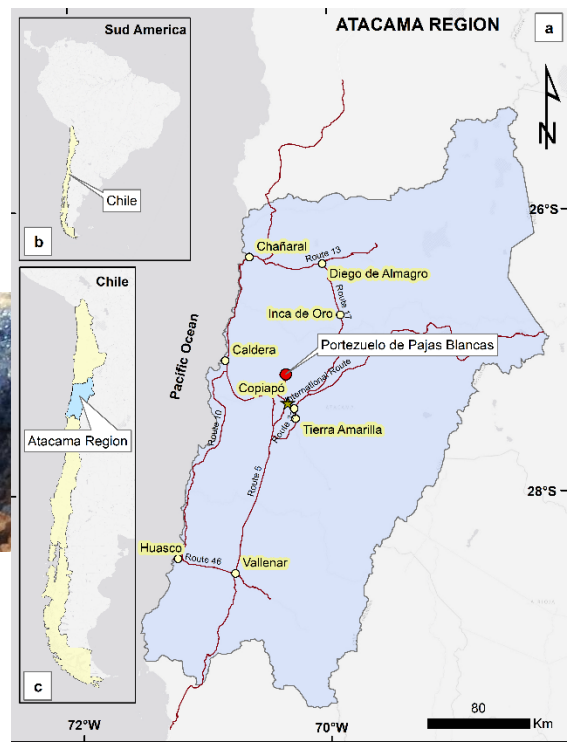 Sud America
ATACAMA REGION
a
N
Chile
b
26°S
Chañaral
Route 13
Diego de Almagro
Inca de Oro
Route 17
Chile
Pacific Ocean
Caldera
Portezuelo de Pajas Blancas
International Route
Copiapó
Atacama Region
Route 10
Tierra Amarilla
Route 5
28°S
Huasco
Route 46
Vallenar
c
80
Km
72°W
70°W